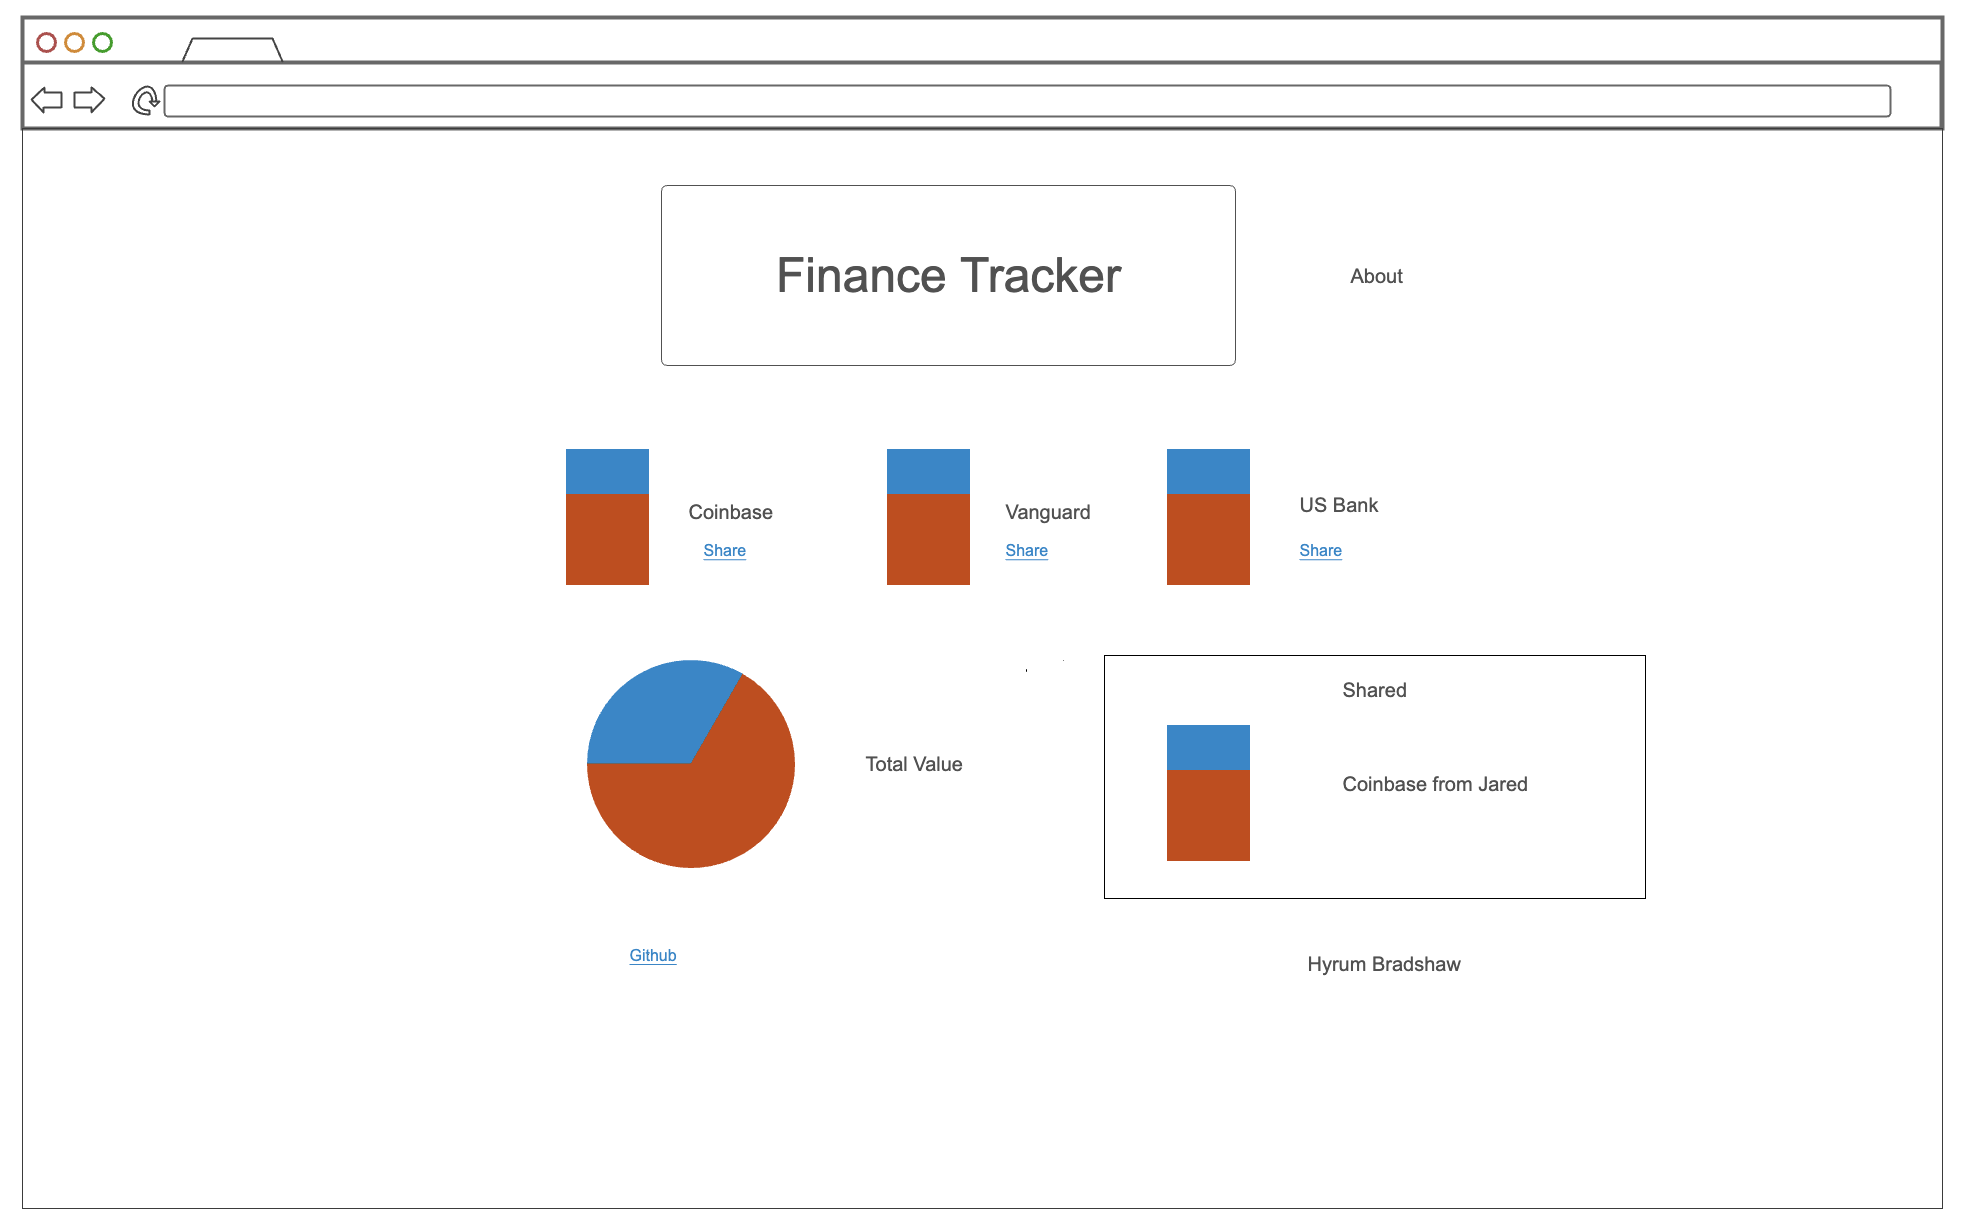 Finance Tracker
About
Coinbase
Share
Vanguard
Share
US Bank
Share
Total Value
Shared
Coinbase from Jared
Github
Hyrum Bradshaw